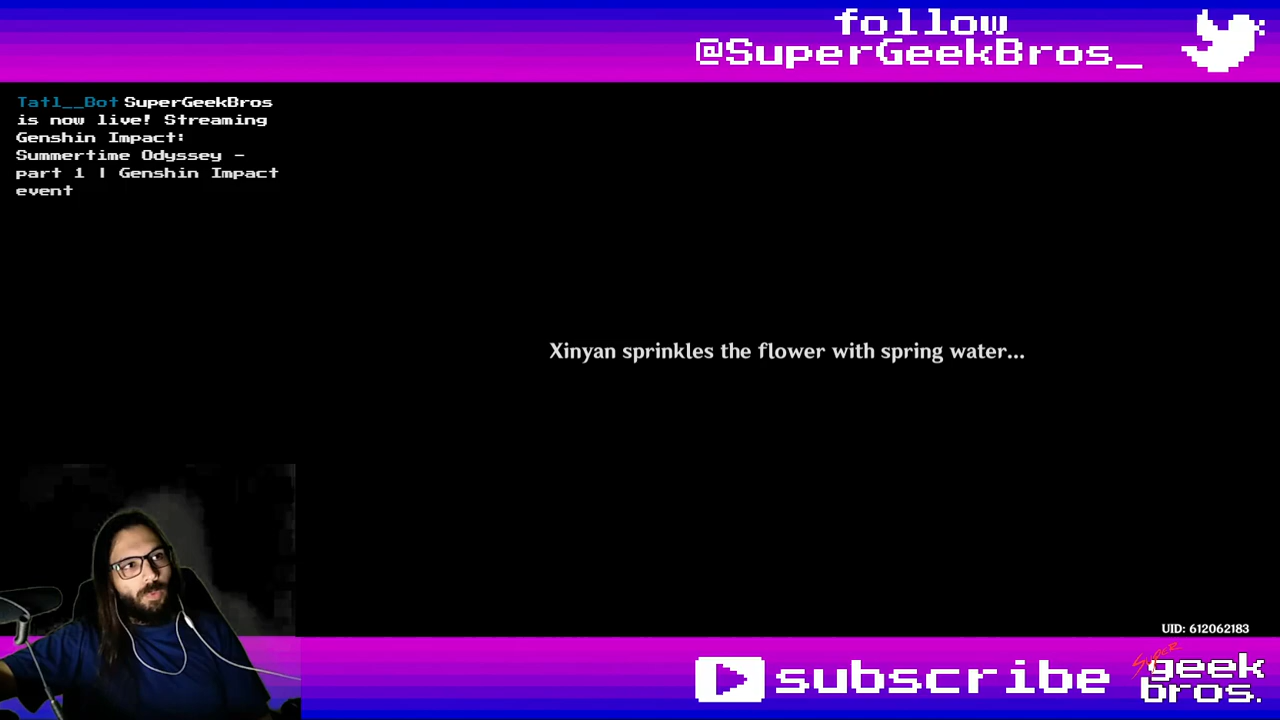 follow
@SuperGeekBros_
Tatl__Bot SuperGeekBros
is now live! Streaming
Genshin Impact:
Summertime Odyssey -
part 1 | Genshin Impact
event
Xinyan sprinkles the flower with spring water...
UID: 612062183
subscribe
SUPER
geek
bros.